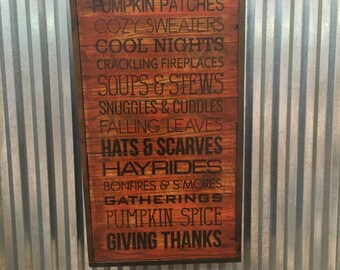 PUMPKIN PATCHES
COZY SWEATERS
COOL NIGHTS
CRACKLING FIREPLACES
SOUPS & STEWS
SNUGGLES & CUDDLES
FALLING LEAVES
HATS & SCARVES
HAYRIDES
BONFIRES & S'MORES
GATHERINGS
PUMPKIN SPICE
GIVING THANKS